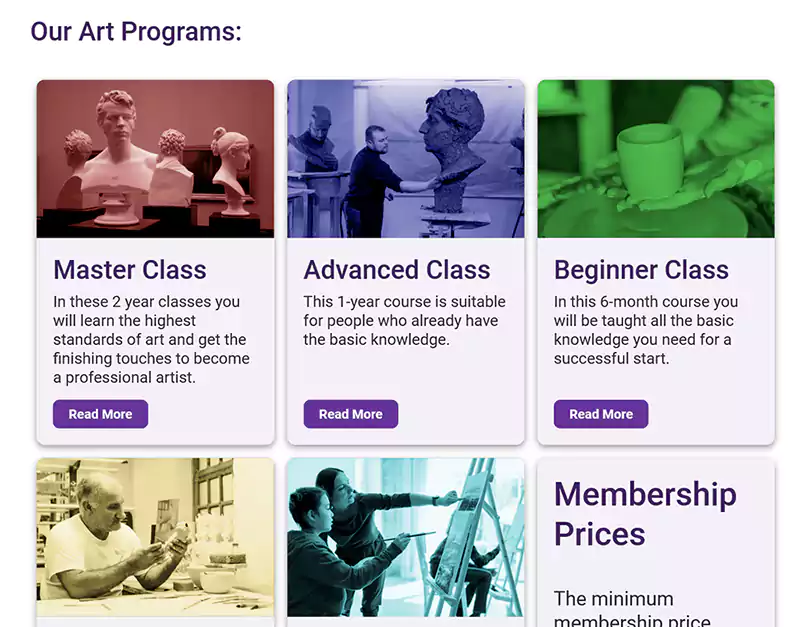 Our Art Programs:
Master Class
In these 2 year classes you
will learn the highest
standards of art and get the
finishing touches to become
a professional artist.
Read More
Advanced Class
This 1-year course is suitable
for people who already have
the basic knowledge.
Read More
Beginner Class
In this 6-month course you
will be taught all the basic
knowledge you need for a
successful start.
Read More
Membership
Prices
The minimum
membership price